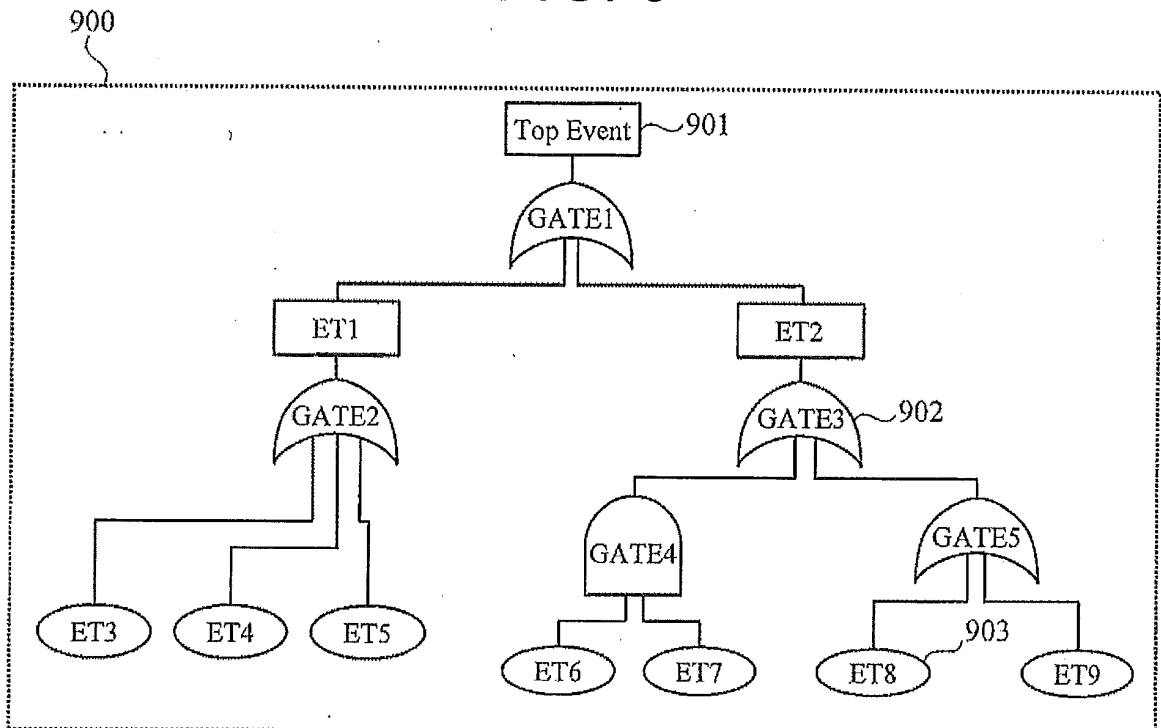 900
Top Event
901
GATE1
ET1
ET2
GATE2
GATE3
902
GATE4
GATE5
ET3
ET4
ET5
ET6
ET7
ET8
903
ET9